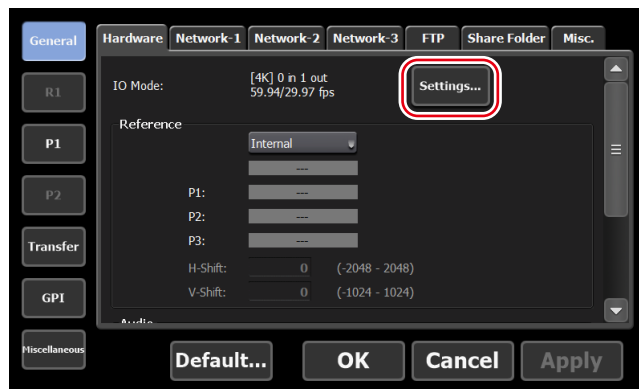 General Hardware Network-1 Network-2 Network-3 FTP Share Folder Misc.
R1 IO Mode: [4K] 0 in 1 out Settings...
59.94/29.97 fps
Reference
P1 Internal
---
P2 P1: ---
P2: ---
Transfer P3: ---
H-Shift: 0 (-2048 - 2048)
GPI V-Shift: 0 (-1024 - 1024)
Audio
Miscellaneous Default... OK Cancel Apply